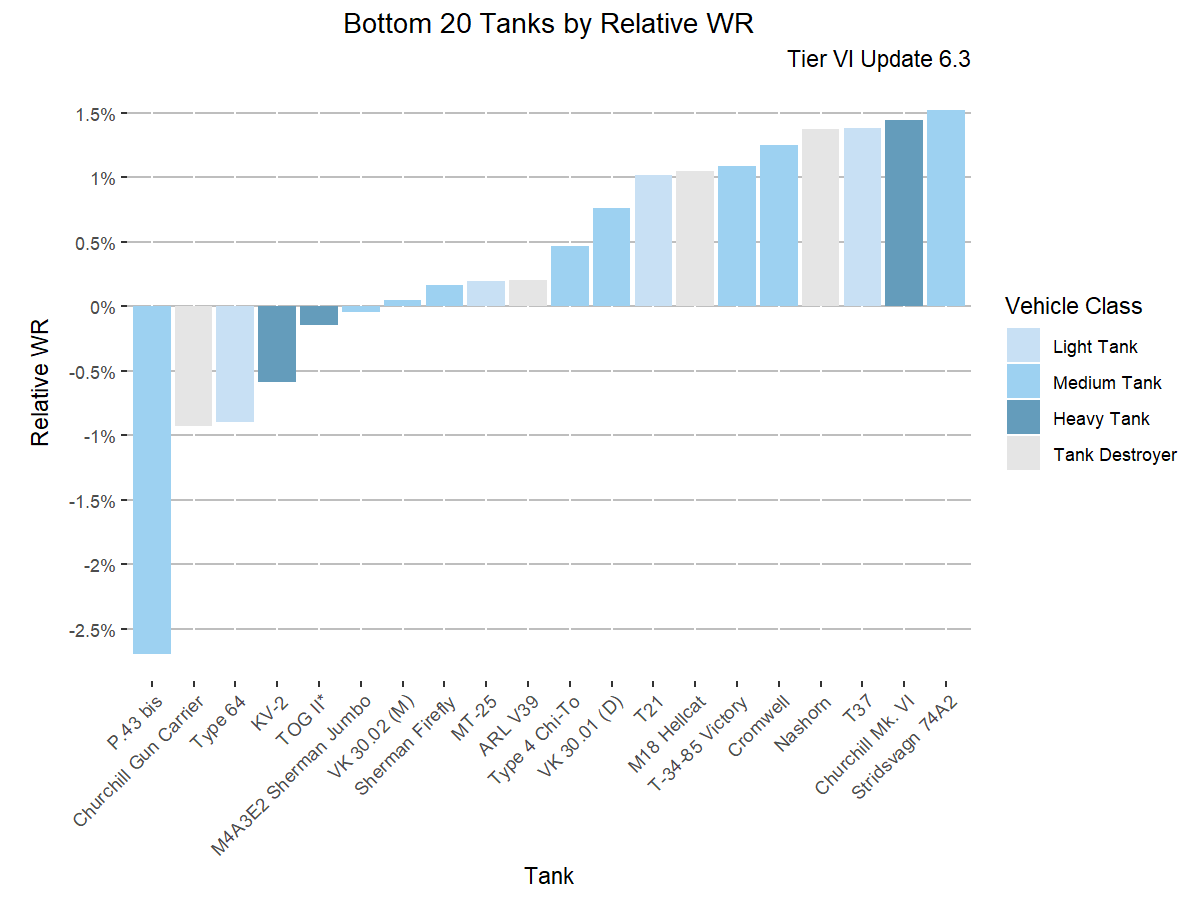 Bottom 20 Tanks by Relative WR
Tier VI Update 6.3
1.5%
1%
0.5%
0%
-0.5%
-1%
-1.5%
-2%
-2.5%
Relative WR
P.43 bis
Churchill Gun Carrier
Type 64
KV-2
TOG II*
M4A3E2 Sherman Jumbo
VK 30.02 (M)
Sherman Firefly
MT-25
ARL V39
Type 4 Chi-To
VK 30.01 (D)
T21
M18 Hellcat
T-34-85 Victory
Cromwell
Nashorn
T37
Churchill Mk. VI
Stridsvagn 74A2
Tank
Vehicle Class
Light Tank
Medium Tank
Heavy Tank
Tank Destroyer